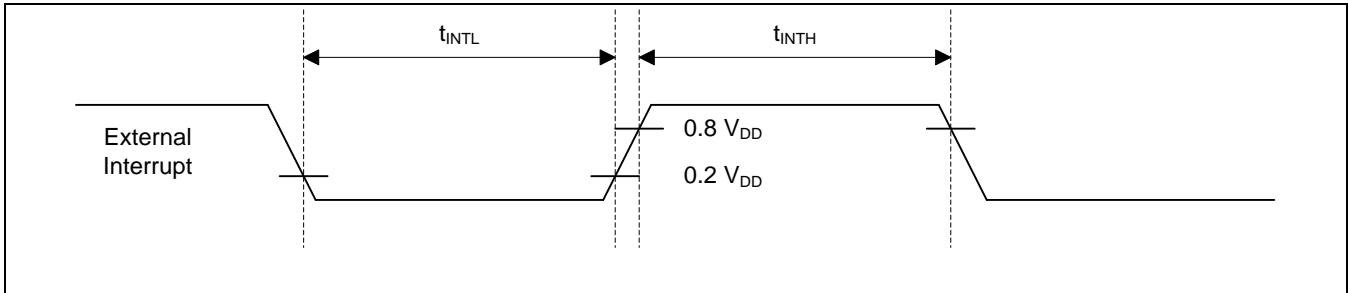 tINTL
tINTH
External
Interrupt
0.8 VDD
0.2 VDD